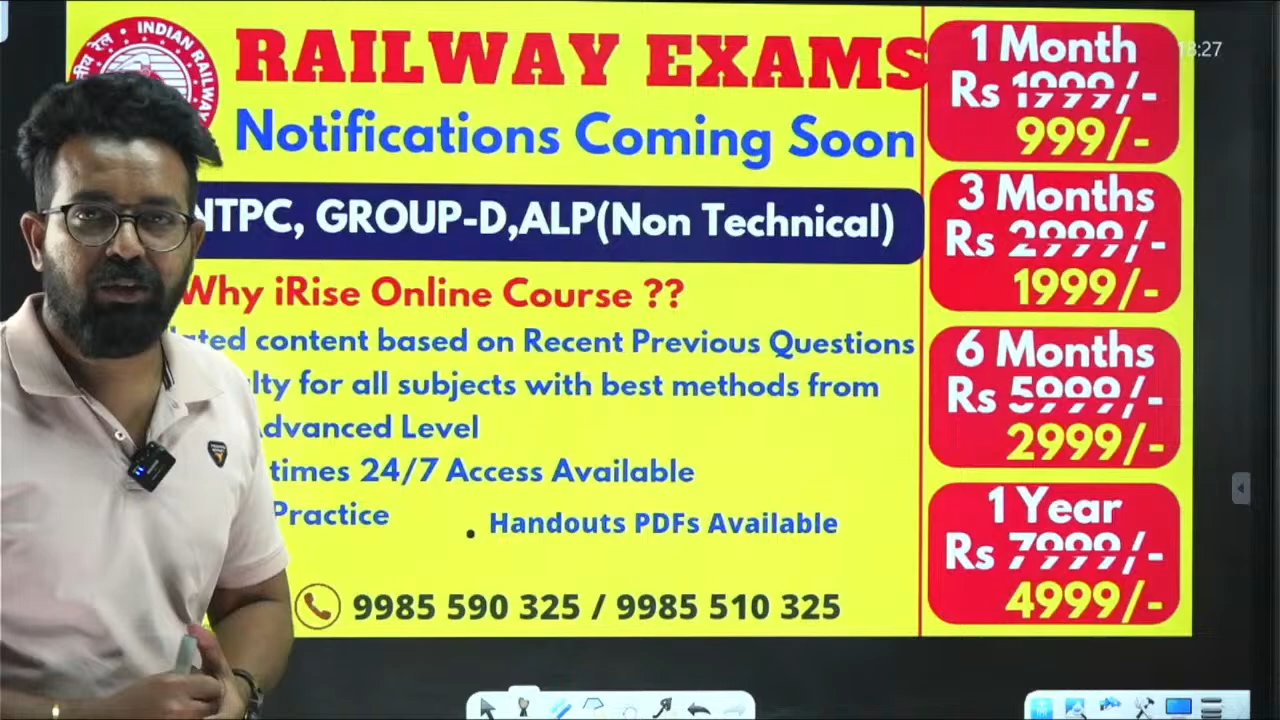 INDIAN RAILWAY
RAILWAY EXAMS
Notifications Coming Soon
NTPC, GROUP-D,ALP(Non Technical)
Why iRise Online Course ??
content based on Recent Previous Questions
for all subjects with best methods from
Advanced Level
times 24/7 Access Available
Practice
. Handouts PDFs Available
9985 590 325 / 9985 510 325
1 Month
Rs 1999/-
999/-
3 Months
Rs 2999/-
1999/-
6 Months
Rs 5999/-
2999/-
1 Year
Rs 7999/-
4999/-
18:27